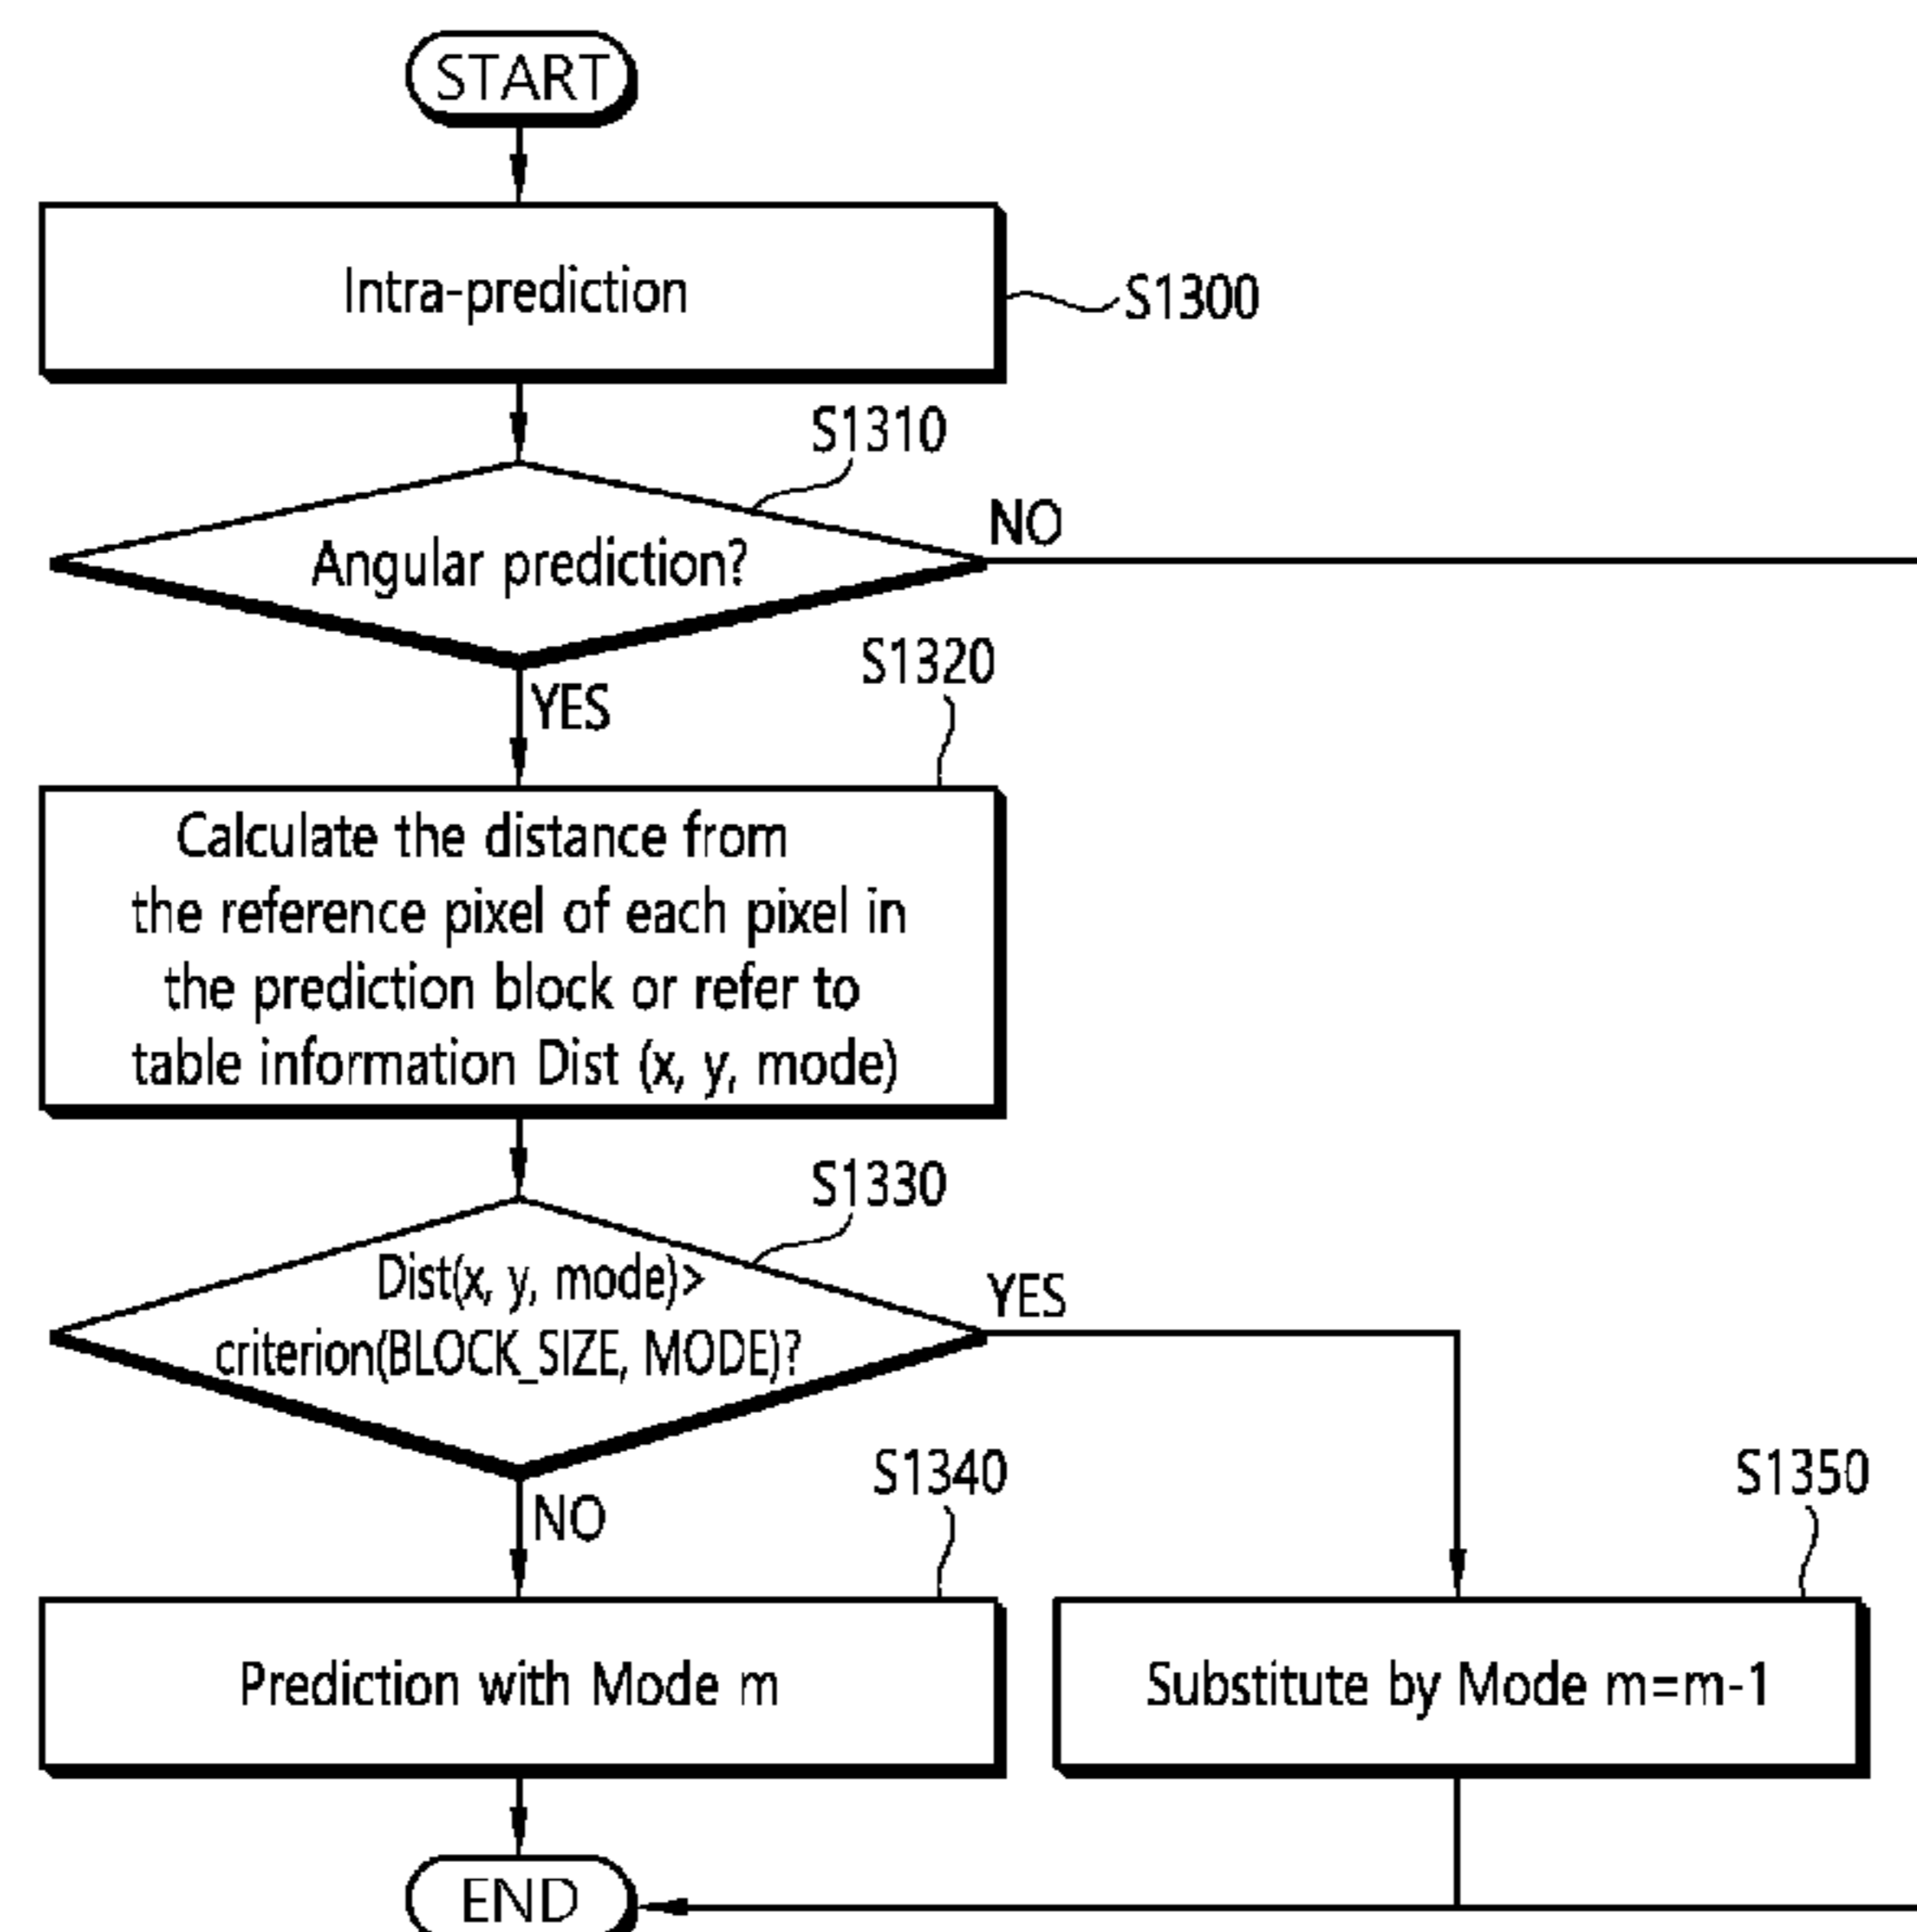 START
Intra-prediction
S1300
S1310
Angular prediction?
NO
YES
S1320
Calculate the distance from
the reference pixel of each pixel in
the prediction block or refer to
table information Dist (x, y, mode)
S1330
Dist(x, y, mode)>
criterion(BLOCK_SIZE, MODE)?
YES
NO
S1340
Prediction with Mode m
S1350
Substitute by Mode m=m-1
END